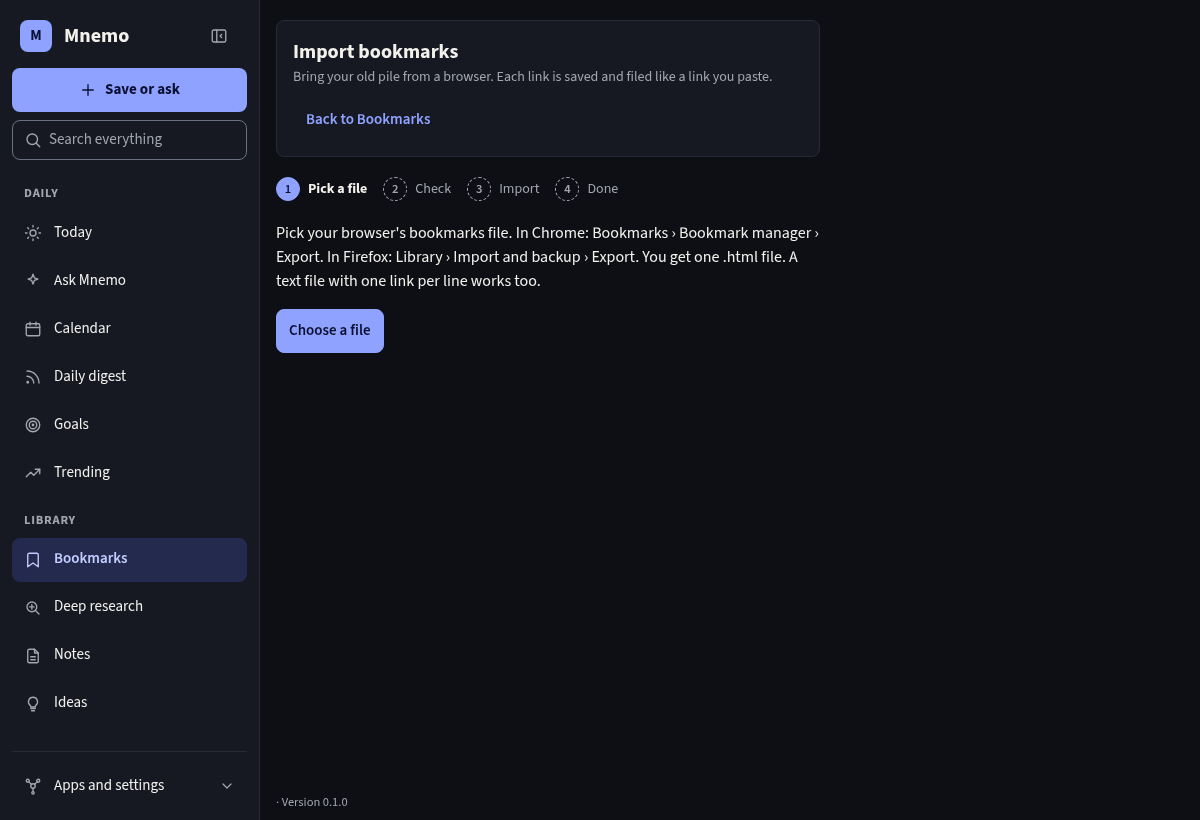 M
Mnemo
Save or ask
Search everything
DAILY
Today
Ask Mnemo
Calendar
Daily digest
Goals
Trending
LIBRARY
Bookmarks
Deep research
Notes
Ideas
Apps and settings
Import bookmarks
Bring your old pile from a browser. Each link is saved and filed like a link you paste.
Back to Bookmarks
1 Pick a file 2 Check 3 Import 4 Done
Pick your browser's bookmarks file. In Chrome: Bookmarks › Bookmark manager ›
Export. In Firefox: Library › Import and backup › Export. You get one .html file. A
text file with one link per line works too.
Choose a file
· Version 0.1.0